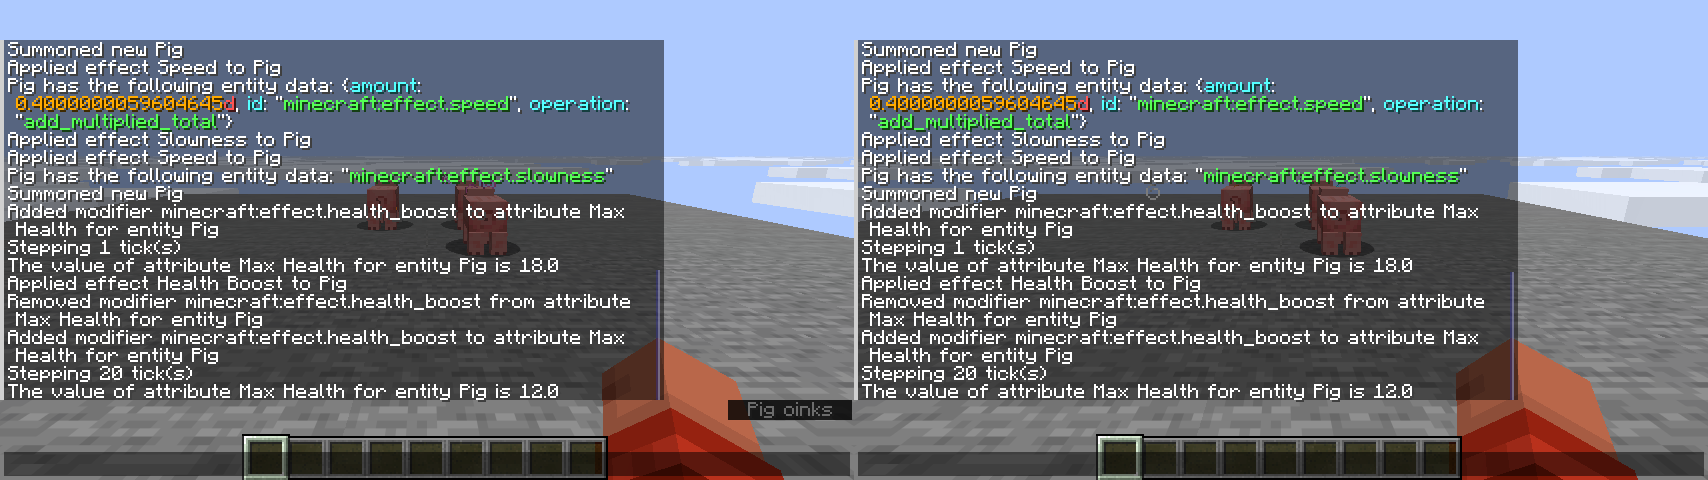 Summoned new Pig
Applied effect Speed to Pig
Pig has the following entity data: {amount:
0.4000000059604645d, id: "minecraft:effect.speed", operation:
"add_multiplied_total"}
Applied effect Slowness to Pig
Applied effect Speed to Pig
Pig has the following entity data: "minecraft:effect.slowness"
Summoned new Pig
Added modifier minecraft:effect.health_boost to attribute Max
Health for entity Pig
Stepping 1 tick(s)
The value of attribute Max Health for entity Pig is 18.0
Applied effect Health Boost to Pig
Removed modifier minecraft:effect.health_boost from attribute
Max Health for entity Pig
Added modifier minecraft:effect.health_boost to attribute Max
Health for entity Pig
Stepping 20 tick(s)
The value of attribute Max Health for entity Pig is 12.0
Pig oinks
Summoned new Pig
Applied effect Speed to Pig
Pig has the following entity data: {amount:
0.4000000059604645d, id: "minecraft:effect.speed", operation:
"add_multiplied_total"}
Applied effect Slowness to Pig
Applied effect Speed to Pig
Pig has the following entity data: "minecraft:effect.slowness"
Summoned new Pig
Added modifier minecraft:effect.health_boost to attribute Max
Health for entity Pig
Stepping 1 tick(s)
The value of attribute Max Health for entity Pig is 18.0
Applied effect Health Boost to Pig
Removed modifier minecraft:effect.health_boost from attribute
Max Health for entity Pig
Added modifier minecraft:effect.health_boost to attribute Max
Health for entity Pig
Stepping 20 tick(s)
The value of attribute Max Health for entity Pig is 12.0